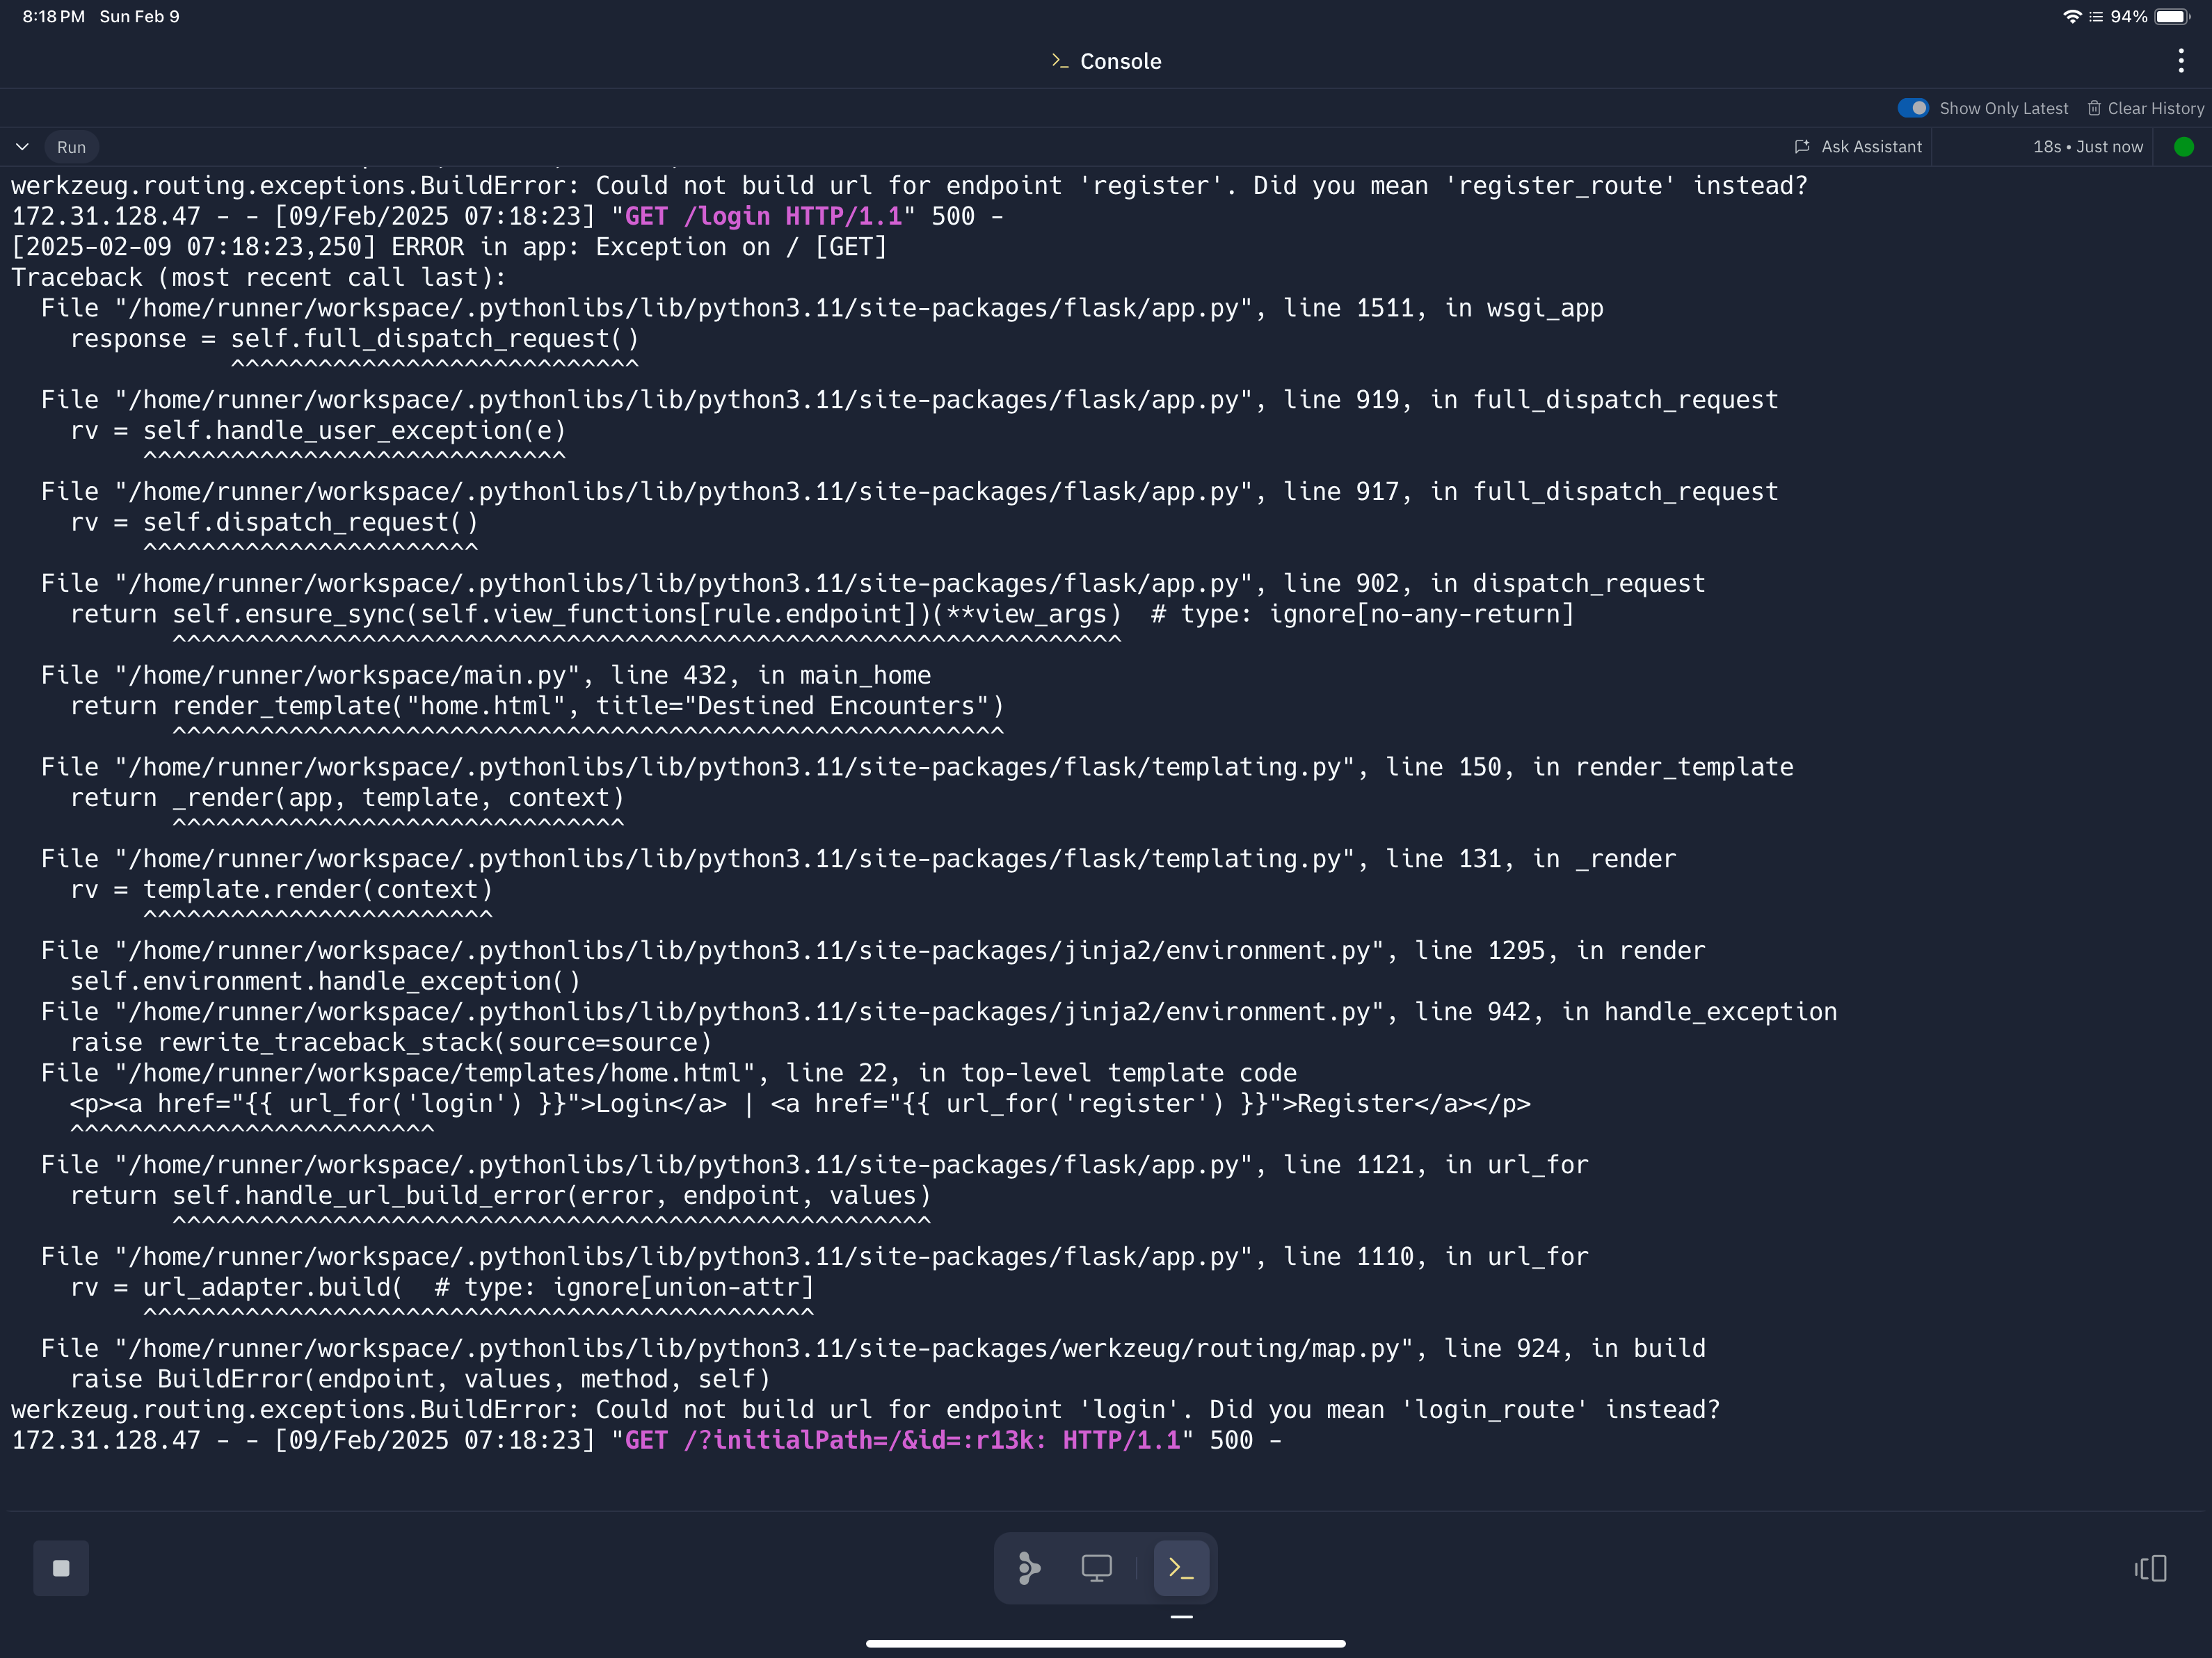 8:18 PM Sun Feb 9
94%
Console
Show Only Latest Clear History
Run Ask Assistant 18s • Just now
werkzeug.routing.exceptions.BuildError: Could not build url for endpoint 'register'. Did you mean 'register_route' instead?
172.31.128.47 - - [09/Feb/2025 07:18:23] "GET /login HTTP/1.1" 500 -
[2025-02-09 07:18:23,250] ERROR in app: Exception on / [GET]
Traceback (most recent call last):
  File "/home/runner/workspace/.pythonlibs/lib/python3.11/site-packages/flask/app.py", line 1511, in wsgi_app
    response = self.full_dispatch_request()
               ^^^^^^^^^^^^^^^^^^^^^^^^^^^^
  File "/home/runner/workspace/.pythonlibs/lib/python3.11/site-packages/flask/app.py", line 919, in full_dispatch_request
    rv = self.handle_user_exception(e)
         ^^^^^^^^^^^^^^^^^^^^^^^^^^^^^
  File "/home/runner/workspace/.pythonlibs/lib/python3.11/site-packages/flask/app.py", line 917, in full_dispatch_request
    rv = self.dispatch_request()
         ^^^^^^^^^^^^^^^^^^^^^^^
  File "/home/runner/workspace/.pythonlibs/lib/python3.11/site-packages/flask/app.py", line 902, in dispatch_request
    return self.ensure_sync(self.view_functions[rule.endpoint])(**view_args)  # type: ignore[no-any-return]
           ^^^^^^^^^^^^^^^^^^^^^^^^^^^^^^^^^^^^^^^^^^^^^^^^^^^^^^^^^^^^^^^^^
  File "/home/runner/workspace/main.py", line 432, in main_home
    return render_template("home.html", title="Destined Encounters")
           ^^^^^^^^^^^^^^^^^^^^^^^^^^^^^^^^^^^^^^^^^^^^^^^^^^^^^^^^^
  File "/home/runner/workspace/.pythonlibs/lib/python3.11/site-packages/flask/templating.py", line 150, in render_template
    return _render(app, template, context)
           ^^^^^^^^^^^^^^^^^^^^^^^^^^^^^^^
  File "/home/runner/workspace/.pythonlibs/lib/python3.11/site-packages/flask/templating.py", line 131, in _render
    rv = template.render(context)
         ^^^^^^^^^^^^^^^^^^^^^^^^
  File "/home/runner/workspace/.pythonlibs/lib/python3.11/site-packages/jinja2/environment.py", line 1295, in render
    self.environment.handle_exception()
  File "/home/runner/workspace/.pythonlibs/lib/python3.11/site-packages/jinja2/environment.py", line 942, in handle_exception
    raise rewrite_traceback_stack(source=source)
  File "/home/runner/workspace/templates/home.html", line 22, in top-level template code
    <p><a href="{{ url_for('login') }}">Login</a> | <a href="{{ url_for('register') }}">Register</a></p>
    ^^^^^^^^^^^^^^^^^^^^^^^^^
  File "/home/runner/workspace/.pythonlibs/lib/python3.11/site-packages/flask/app.py", line 1121, in url_for
    return self.handle_url_build_error(error, endpoint, values)
           ^^^^^^^^^^^^^^^^^^^^^^^^^^^^^^^^^^^^^^^^^^^^^^^^^^^^
  File "/home/runner/workspace/.pythonlibs/lib/python3.11/site-packages/flask/app.py", line 1110, in url_for
    rv = url_adapter.build(  # type: ignore[union-attr]
         ^^^^^^^^^^^^^^^^^^^^^^^^^^^^^^^^^^^^^^^^^^^^^^
  File "/home/runner/workspace/.pythonlibs/lib/python3.11/site-packages/werkzeug/routing/map.py", line 924, in build
    raise BuildError(endpoint, values, method, self)
werkzeug.routing.exceptions.BuildError: Could not build url for endpoint 'login'. Did you mean 'login_route' instead?
172.31.128.47 - - [09/Feb/2025 07:18:23] "GET /?initialPath=/&id=:r13k: HTTP/1.1" 500 -